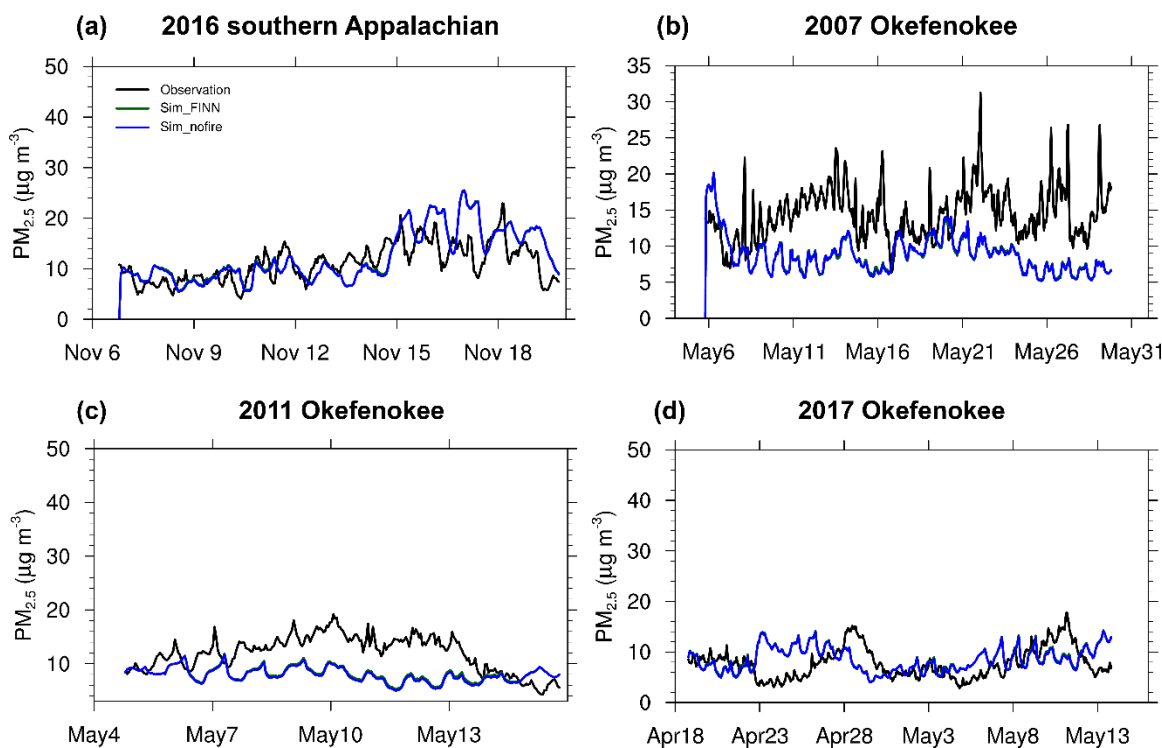 (a) 2016 southern Appalachian
50
40
30
20
10
0
PM2.5 (µg m-3)
Observation
Sim_FINN
Sim_nofire
Nov 6 Nov 9 Nov 12 Nov 15 Nov 18
(b) 2007 Okefenokee
35
30
25
20
15
10
5
0
PM2.5 (µg m-3)
May6 May11 May16 May21 May26 May31
(c) 2011 Okefenokee
50
40
30
20
10
PM2.5 (µg m-3)
May4 May7 May10 May13
(d) 2017 Okefenokee
50
40
30
20
10
0
PM2.5 (µg m-3)
Apr18 Apr23 Apr28 May3 May8 May13